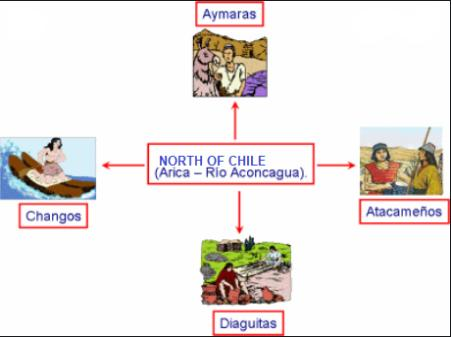 Aymaras
NORTH OF CHILE
(Arica – Río Aconcagua).
Changos
Atacameños
Diaguitas